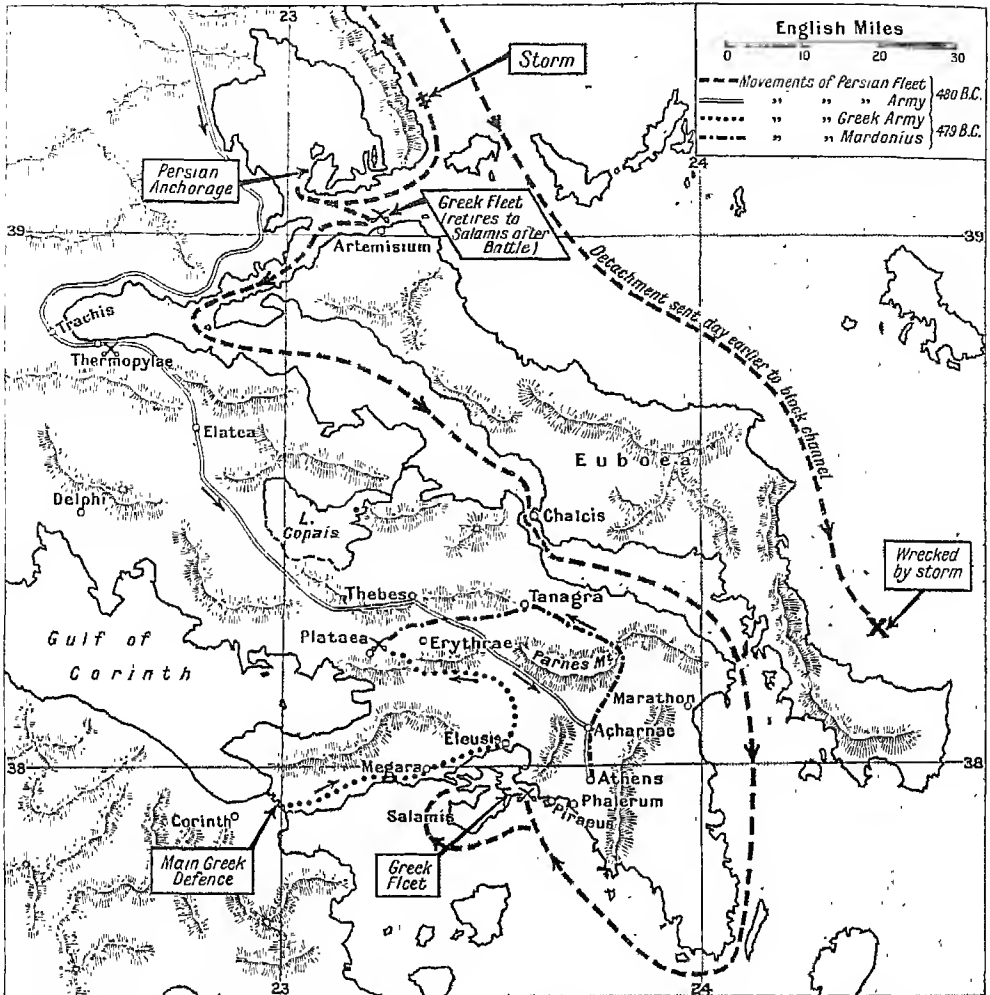 23
English Miles
0 10 20 30
Movements of Persian Fleet
" " " Army
480 B.C.
" " Greek Army
" " Mardonius
479 B.C.
Storm
24
Persian
Anchorage
Greek Fleet
(retires to
Salamis after
Battle)
39
39
Artemisium
Detachment sent day earlier to block channel
Trachis
Thermopylae
Elatea
Euboea
Delphi
L.
Copais
Chalcis
Wrecked
by storm
Thebes
Tanagra
Gulf of
Corinth
Plataea
Erythrae
Parnes Mt
Marathon
Acharnae
Eleusis
38
38
Megara
Athens
Phalerum
Piraeus
Salamis
Corinth
Main Greek
Defence
Greek
Fleet
23
24